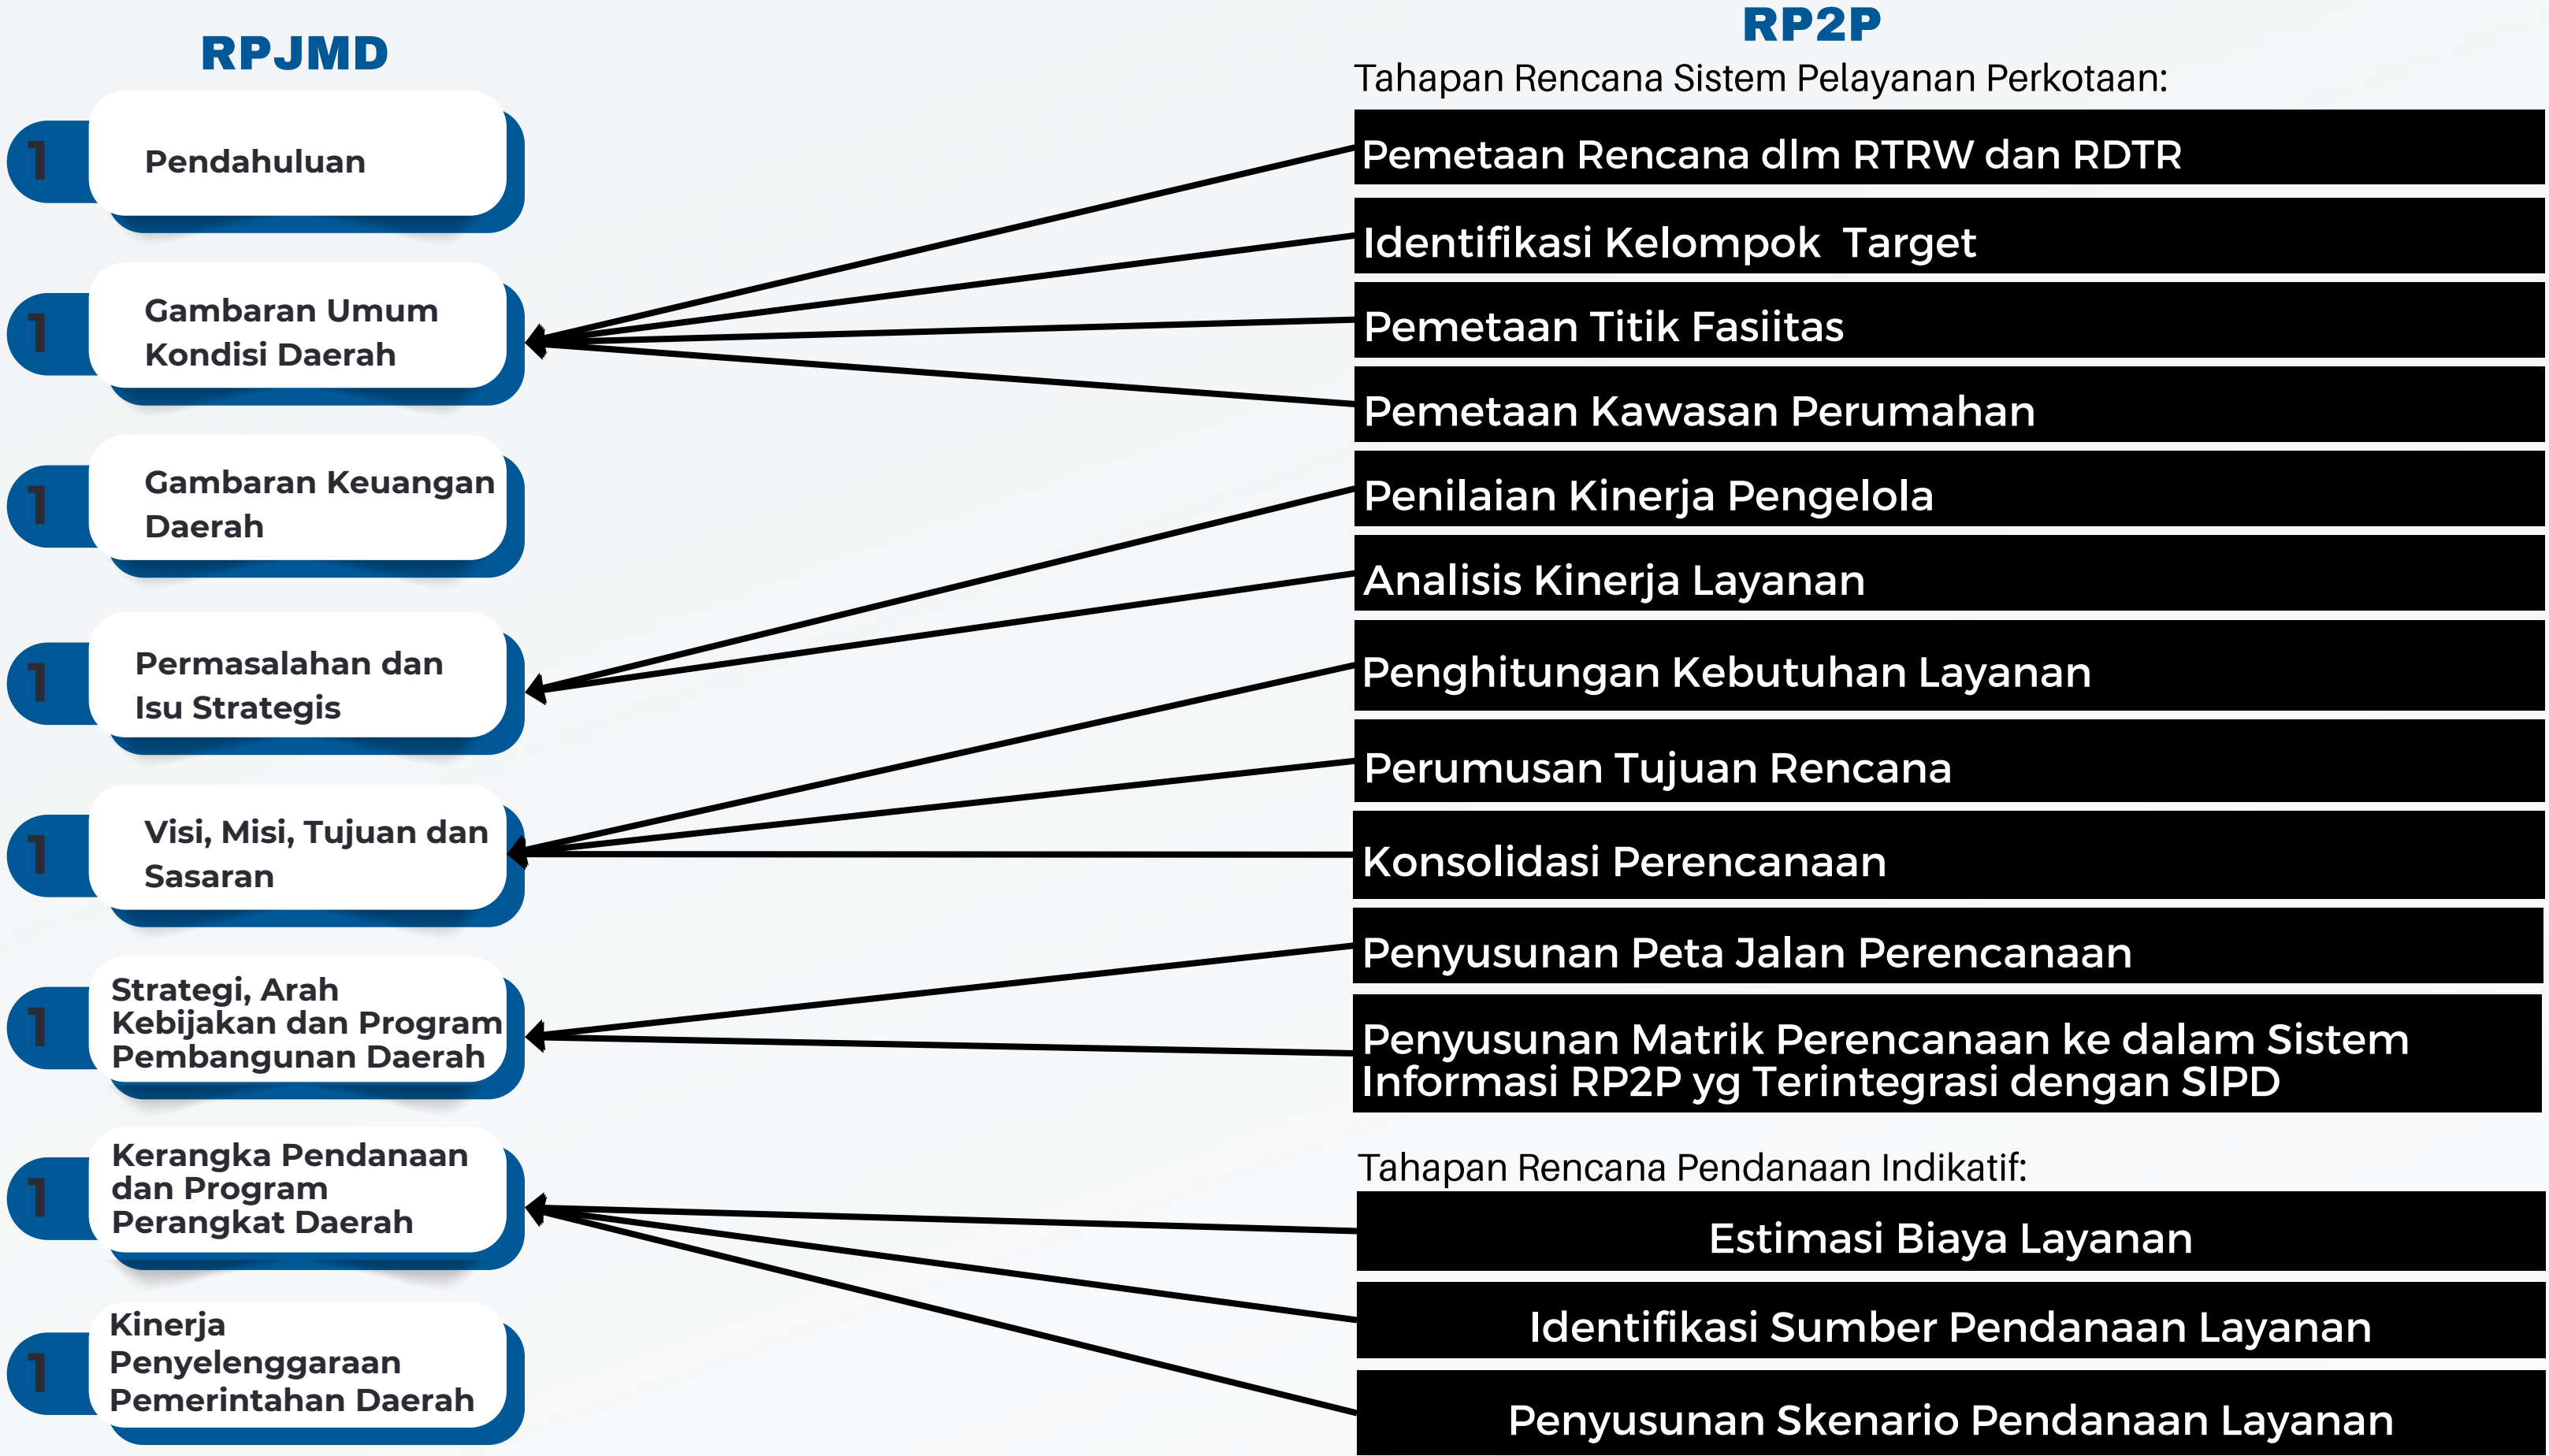 RPJMD
1
Pendahuluan
1
Gambaran Umum
Kondisi Daerah
1
Gambaran Keuangan
Daerah
1
Permasalahan dan
Isu Strategis
1
Visi, Misi, Tujuan dan
Sasaran
1
Strategi, Arah
Kebijakan dan Program
Pembangunan Daerah
1
Kerangka Pendanaan
dan Program
Perangkat Daerah
1
Kinerja
Penyelenggaraan
Pemerintahan Daerah
RP2P
Tahapan Rencana Sistem Pelayanan Perkotaan:
Pemetaan Rencana dlm RTRW dan RDTR
Identifikasi Kelompok Target
Pemetaan Titik Fasiitas
Pemetaan Kawasan Perumahan
Penilaian Kinerja Pengelola
Analisis Kinerja Layanan
Penghitungan Kebutuhan Layanan
Perumusan Tujuan Rencana
Konsolidasi Perencanaan
Penyusunan Peta Jalan Perencanaan
Penyusunan Matrik Perencanaan ke dalam Sistem
Informasi RP2P yg Terintegrasi dengan SIPD
Tahapan Rencana Pendanaan Indikatif:
Estimasi Biaya Layanan
Identifikasi Sumber Pendanaan Layanan
Penyusunan Skenario Pendanaan Layanan